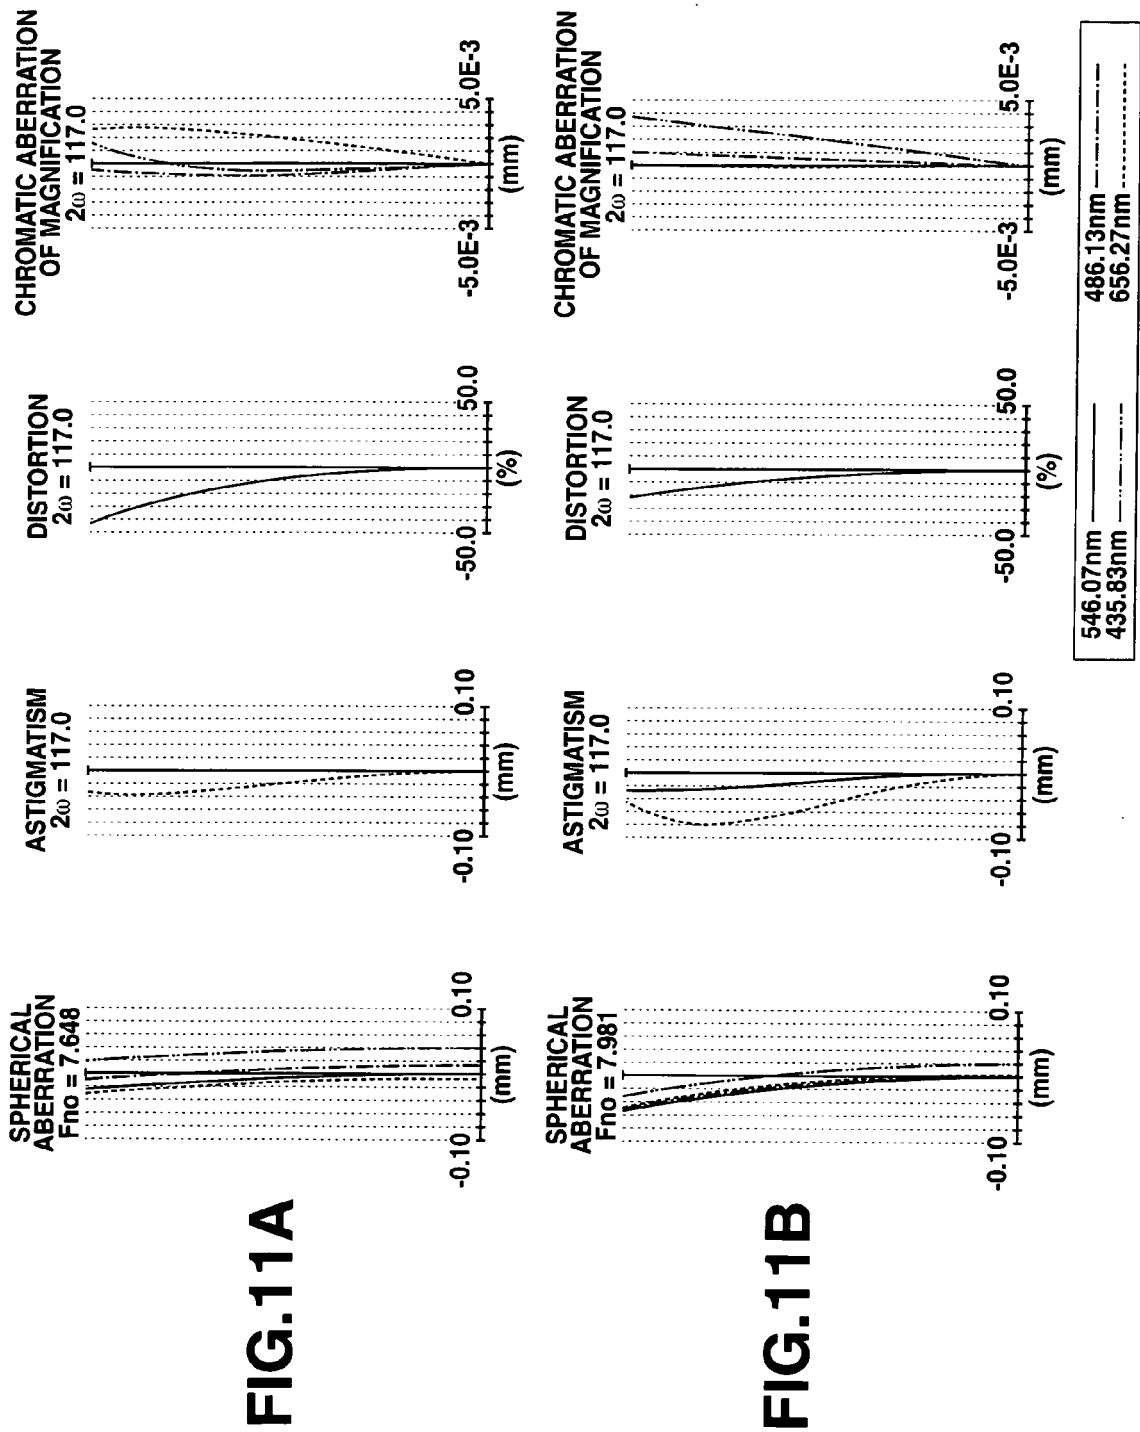 FIG.11A
SPHERICAL
ABERRATION
Fno = 7.648
-0.10
0.10
(mm)
ASTIGMATISM
2ω = 117.0
-0.10
0.10
(mm)
DISTORTION
2ω = 117.0
-50.0
50.0
(%)
CHROMATIC ABERRATION
OF MAGNIFICATION
2ω = 117.0
-5.0E-3
5.0E-3
(mm)
FIG.11B
SPHERICAL
ABERRATION
Fno = 7.981
-0.10
0.10
(mm)
ASTIGMATISM
2ω = 117.0
-0.10
0.10
(mm)
DISTORTION
2ω = 117.0
-50.0
50.0
(%)
CHROMATIC ABERRATION
OF MAGNIFICATION
2ω = 117.0
-5.0E-3
5.0E-3
(mm)
546.07nm
486.13nm
435.83nm
656.27nm